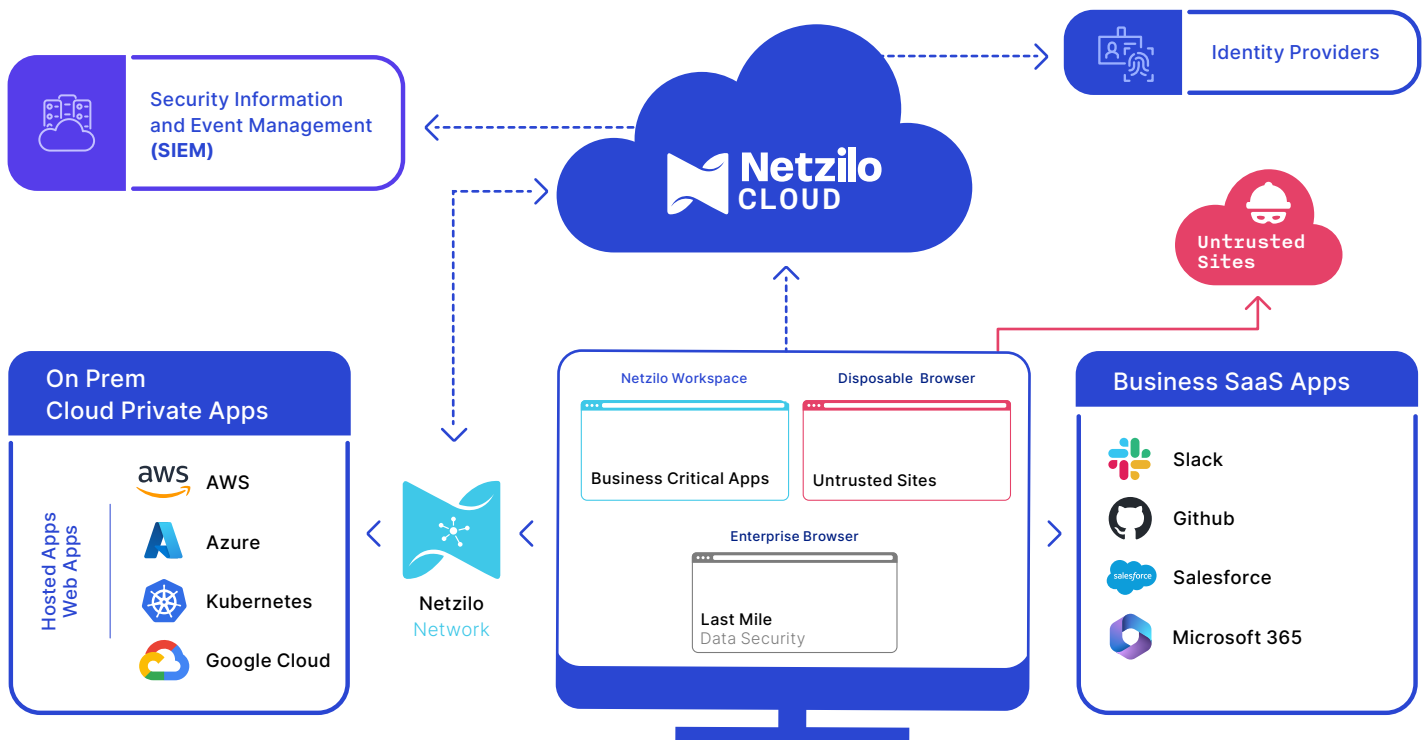 Identity Providers
Security Information
and Event Management
(SIEM)
Netzilo
CLOUD
Untrusted
Sites
On Prem
Cloud Private Apps
Hosted Apps
Web Apps
aws
AWS
Azure
Kubernetes
Google Cloud
Netzilo
Network
Netzilo Workspace
Disposable Browser
Business Critical Apps
Untrusted Sites
Enterprise Browser
Last Mile
Data Security
Business SaaS Apps
Slack
Github
salesforce
Salesforce
Microsoft 365